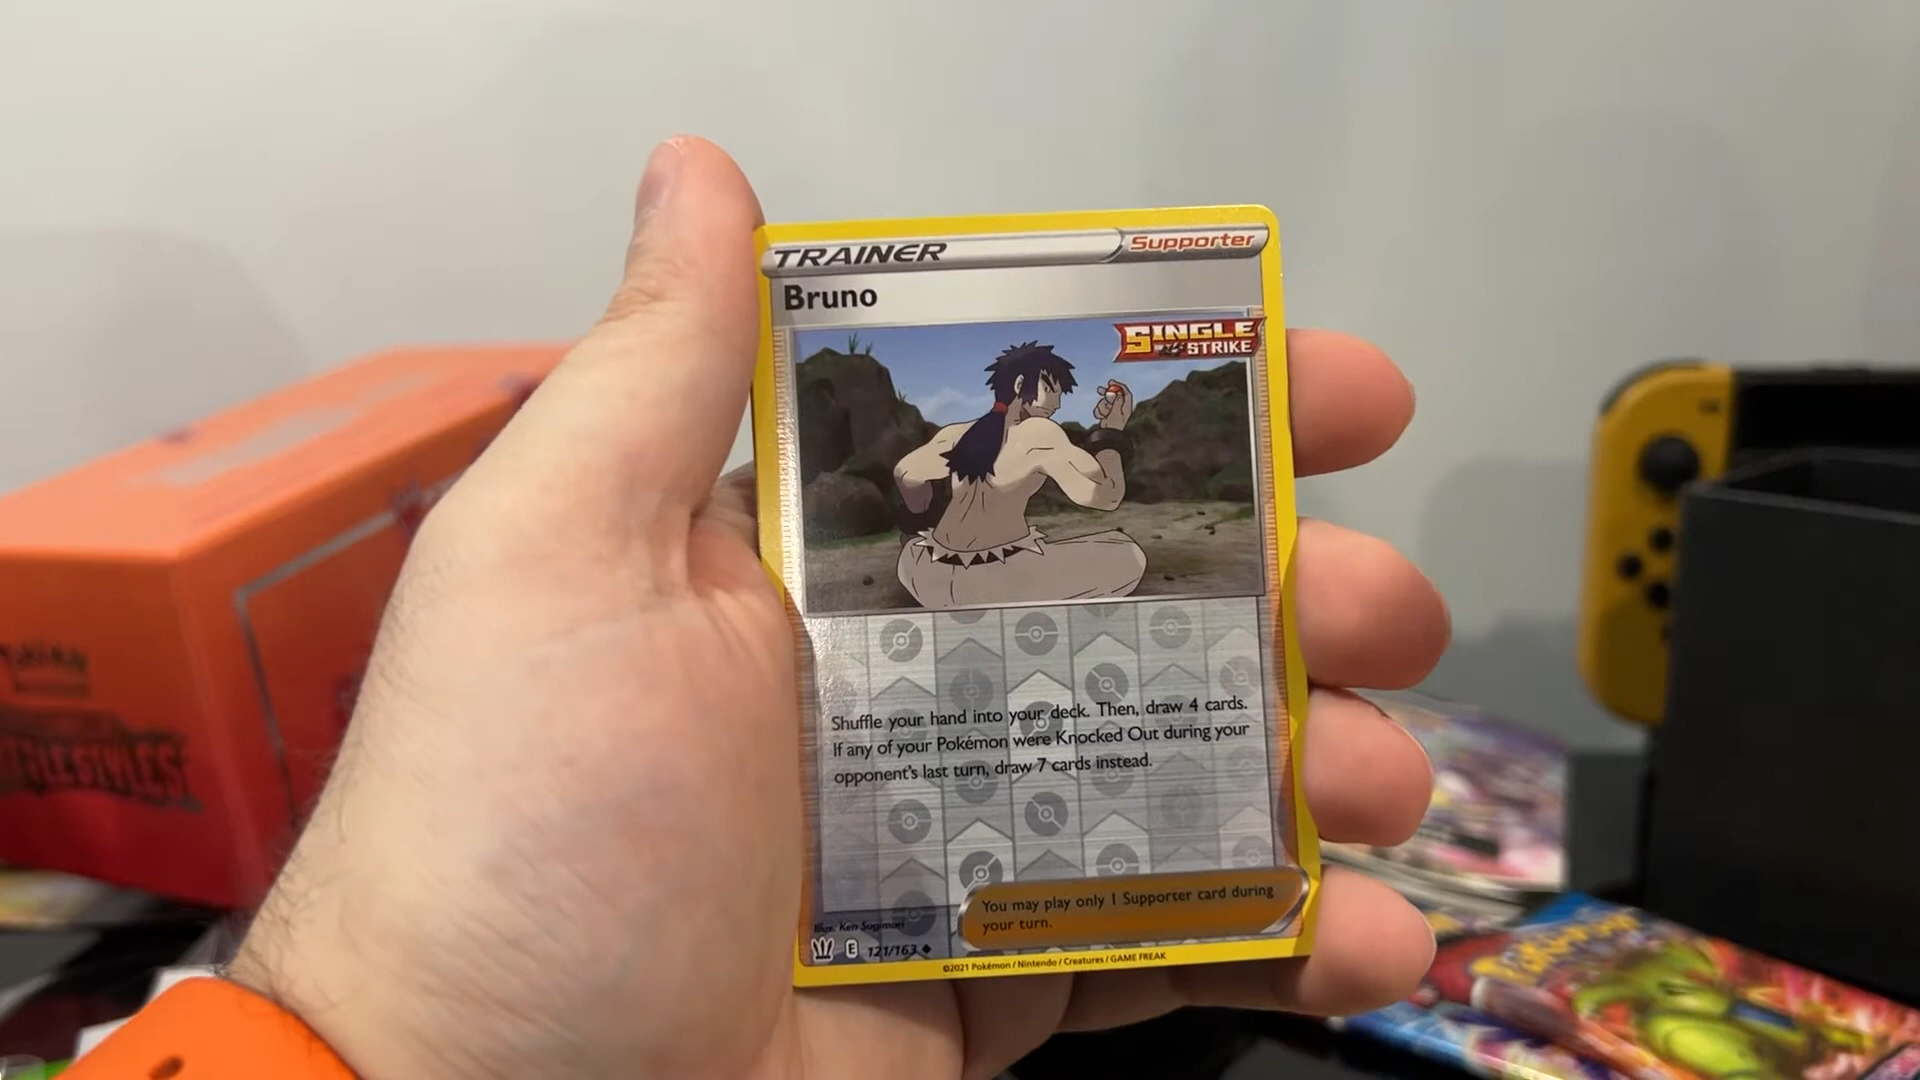 TRAINER
Supporter
Bruno
SINGLE
STRIKE
Shuffle your hand into your deck. Then, draw 4 cards.
If any of your Pokémon were Knocked Out during your
opponent's last turn, draw 7 cards instead.
You may play only 1 Supporter card during
your turn.
Illus. Ken Sugimori
E 121/163
©2021 Pokémon / Nintendo / Creatures / GAME FREAK